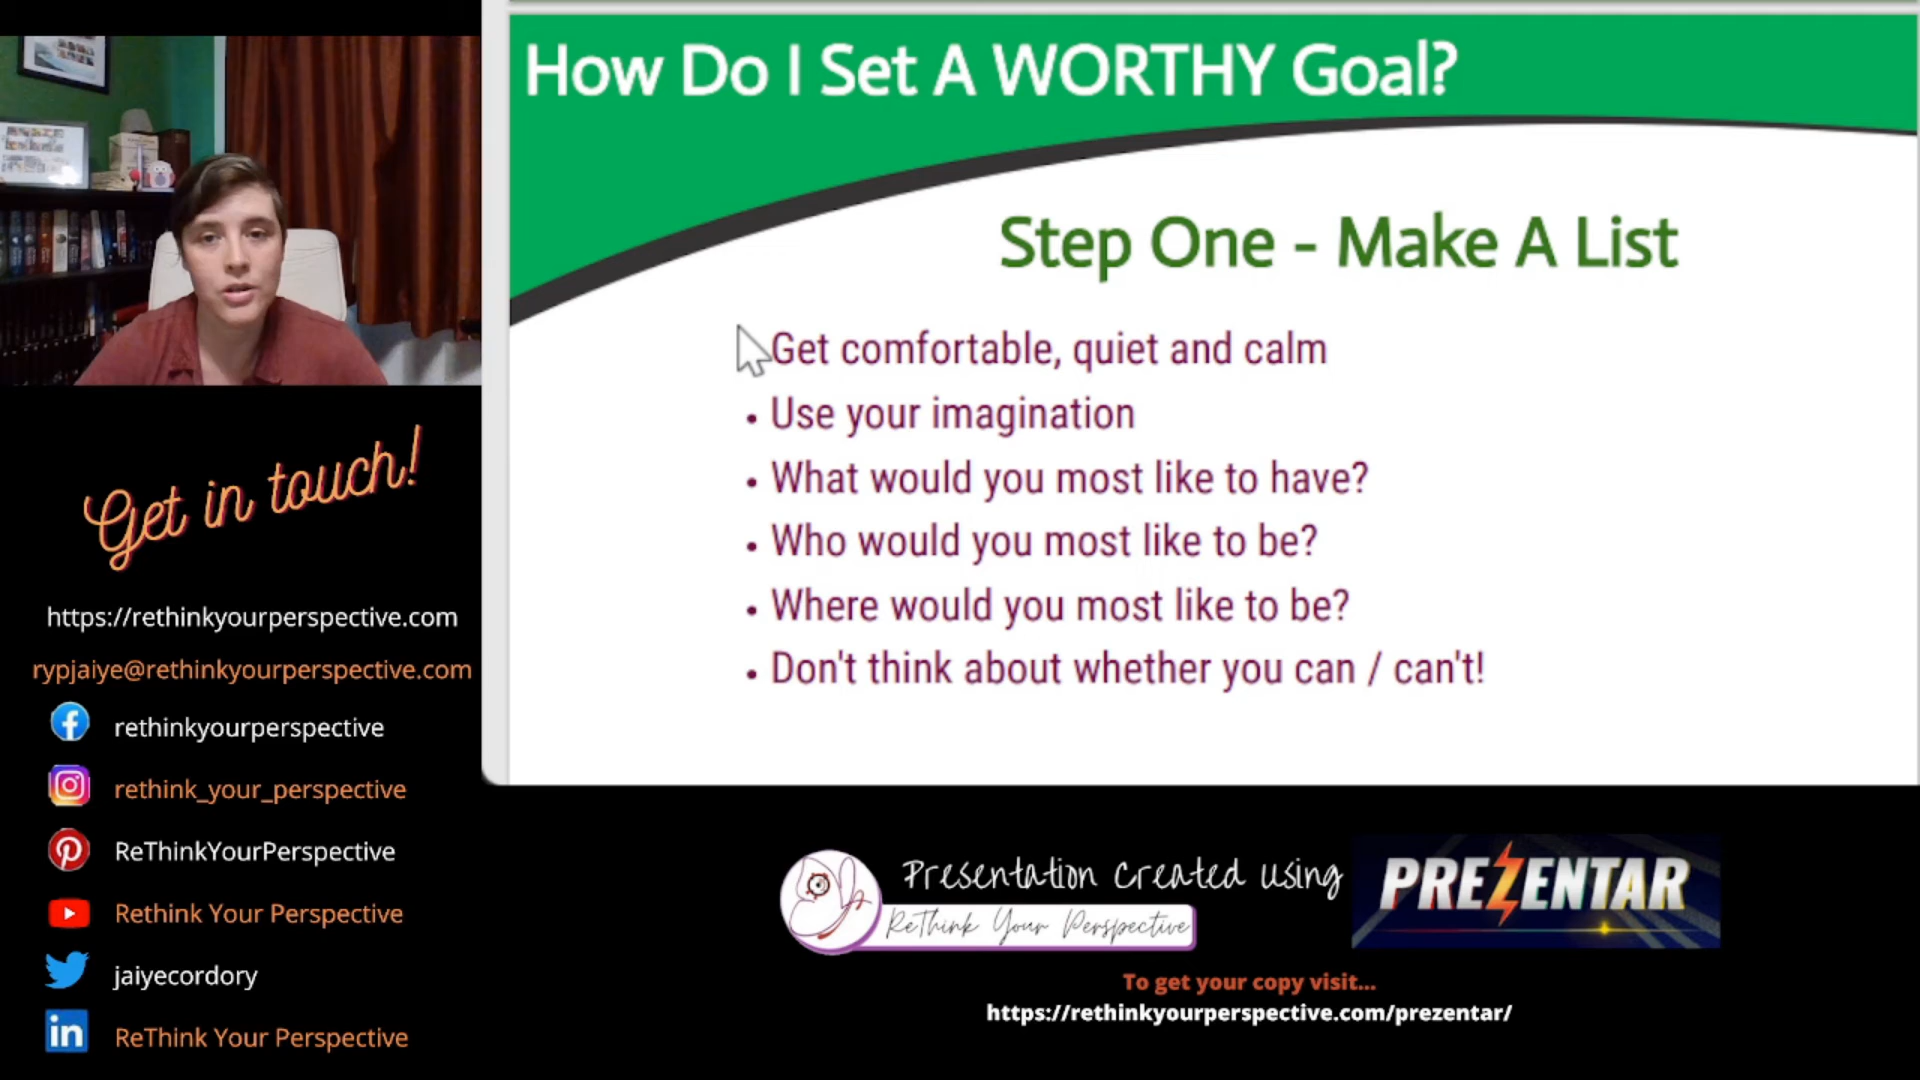 How Do I Set A WORTHY Goal?
Step One - Make A List
Get comfortable, quiet and calm
• Use your imagination
• What would you most like to have?
• Who would you most like to be?
• Where would you most like to be?
• Don't think about whether you can / can't!
Get in touch!
https://rethinkyourperspective.com
rypjaiye@rethinkyourperspective.com
rethinkyourperspective
rethink_your_perspective
ReThinkYourPerspective
Rethink Your Perspective
jaiyecordory
in
ReThink Your Perspective
Presentation created using
ReThink Your Perspective
PREZENTAR
To get your copy visit...
https://rethinkyourperspective.com/prezentar/